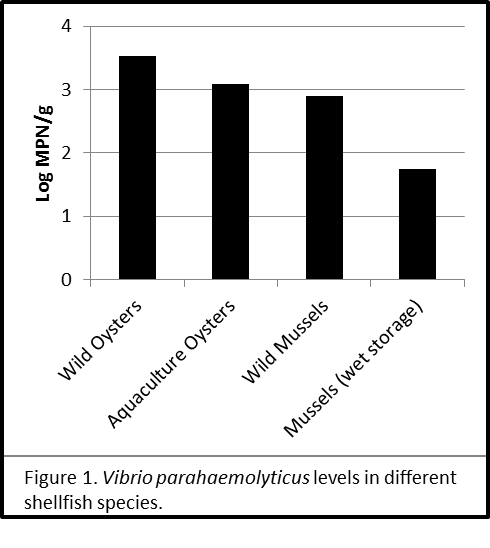 4
3
2
1
0
Log MPN/g
Wild Oysters
Aquaculture Oysters
Wild Mussels
Mussels (wet storage)
Figure 1. Vibrio parahaemolyticus levels in different
shellfish species.